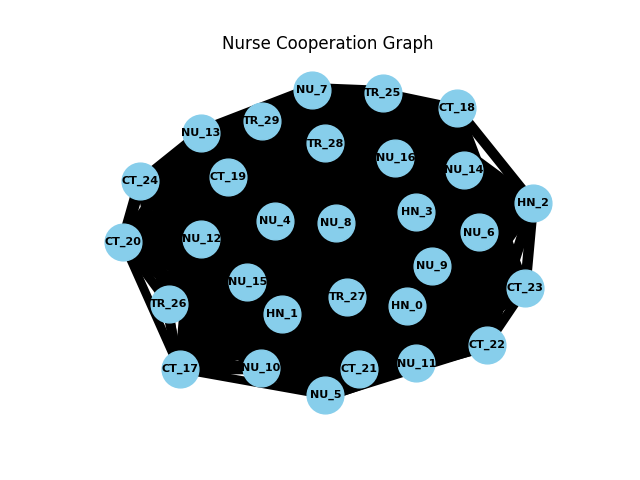 Nurse Cooperation Graph
NU_7
TR_25
CT_18
TR_29
NU_13
TR_28
NU_16
NU_14
CT_19
CT_24
HN_2
HN_3
NU_4
NU_8
NU_6
NU_12
CT_20
NU_9
NU_15
CT_23
TR_27
TR_26
HN_0
HN_1
CT_22
NU_11
NU_10
CT_21
CT_17
NU_5